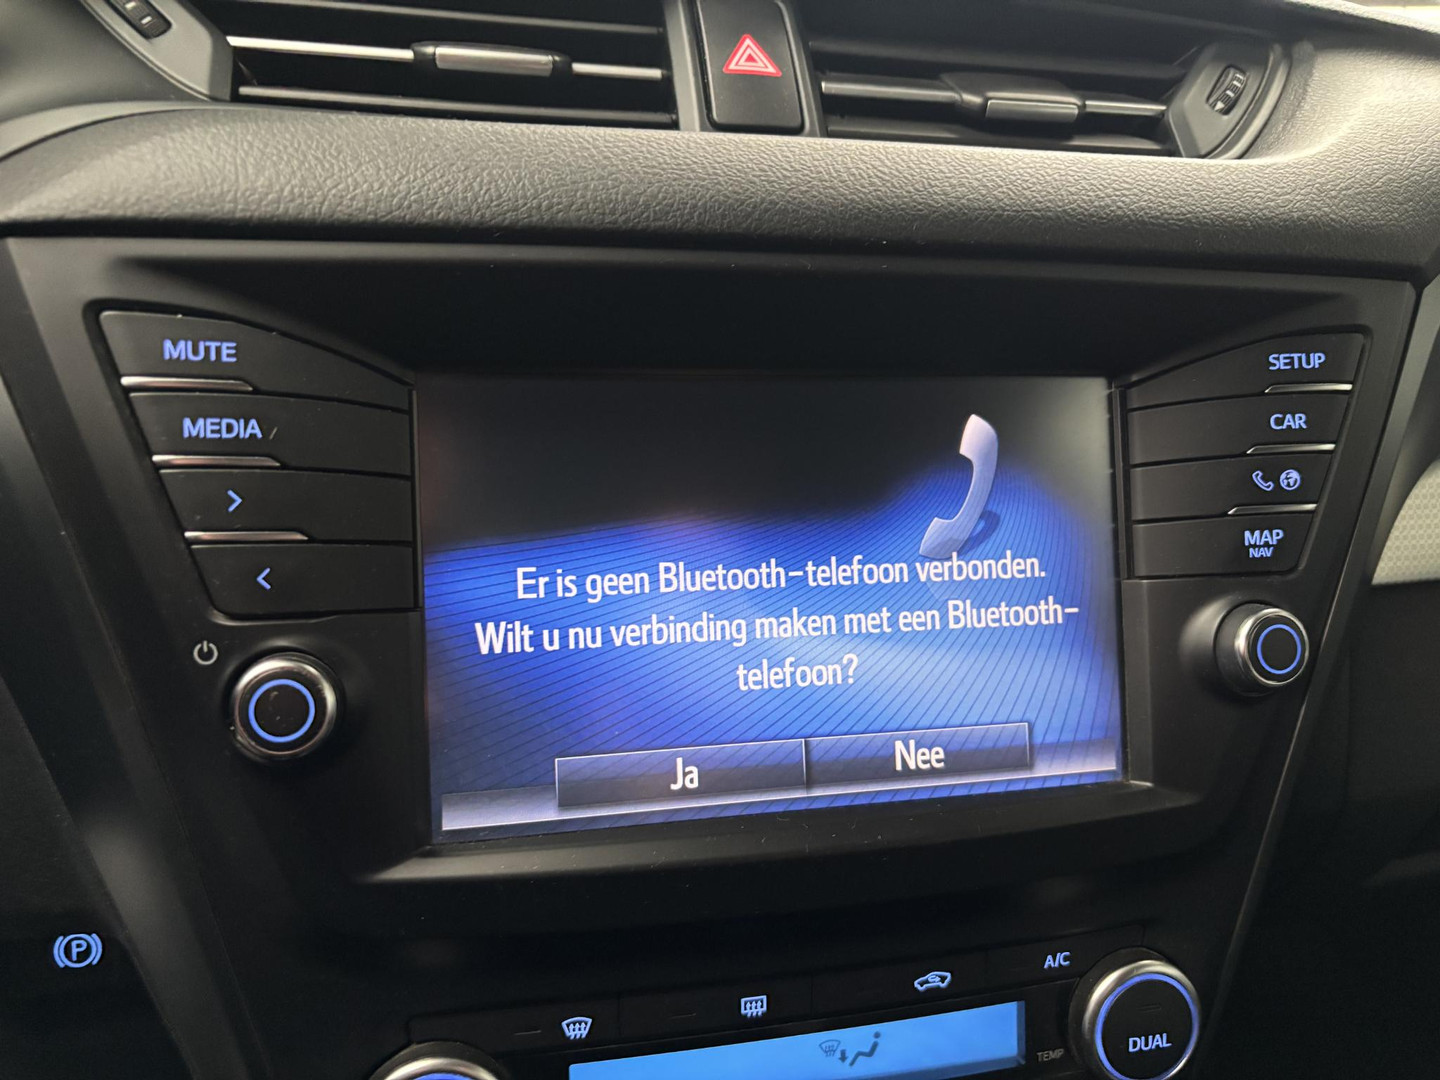 MUTE
MEDIA
SETUP
CAR
MAP
NAV
Er is geen Bluetooth-telefoon verbonden.
Wilt u nu verbinding maken met een Bluetooth-
telefoon?
Ja
Nee
P
A/C
TEMP
DUAL